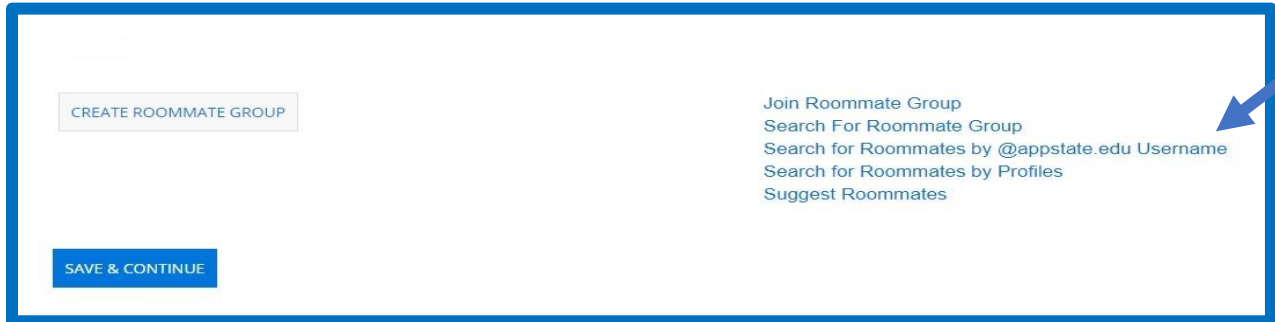 CREATE ROOMMATE GROUP
Join Roommate Group
Search For Roommate Group
Search for Roommates by @appstate.edu Username
Search for Roommates by Profiles
Suggest Roommates
SAVE & CONTINUE